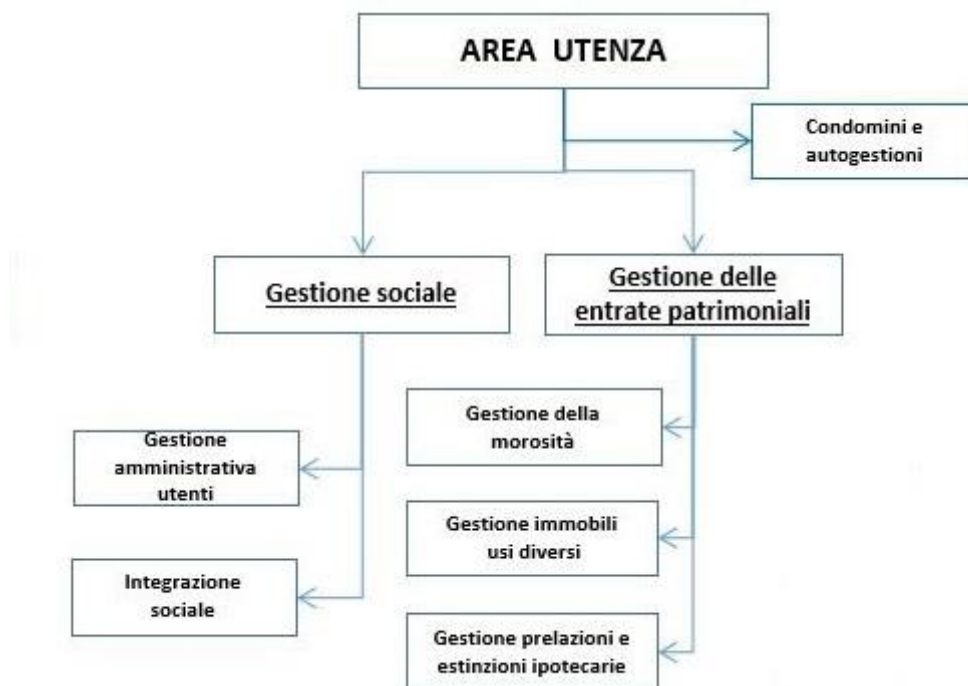 AREA UTENZA
Condomini e
autogestioni
Gestione sociale
Gestione delle
entrate patrimoniali
Gestione
amministrativa
utenti
Integrazione
sociale
Gestione della
morosità
Gestione immobili
usi diversi
Gestione prelazioni e
estinzioni ipotecarie